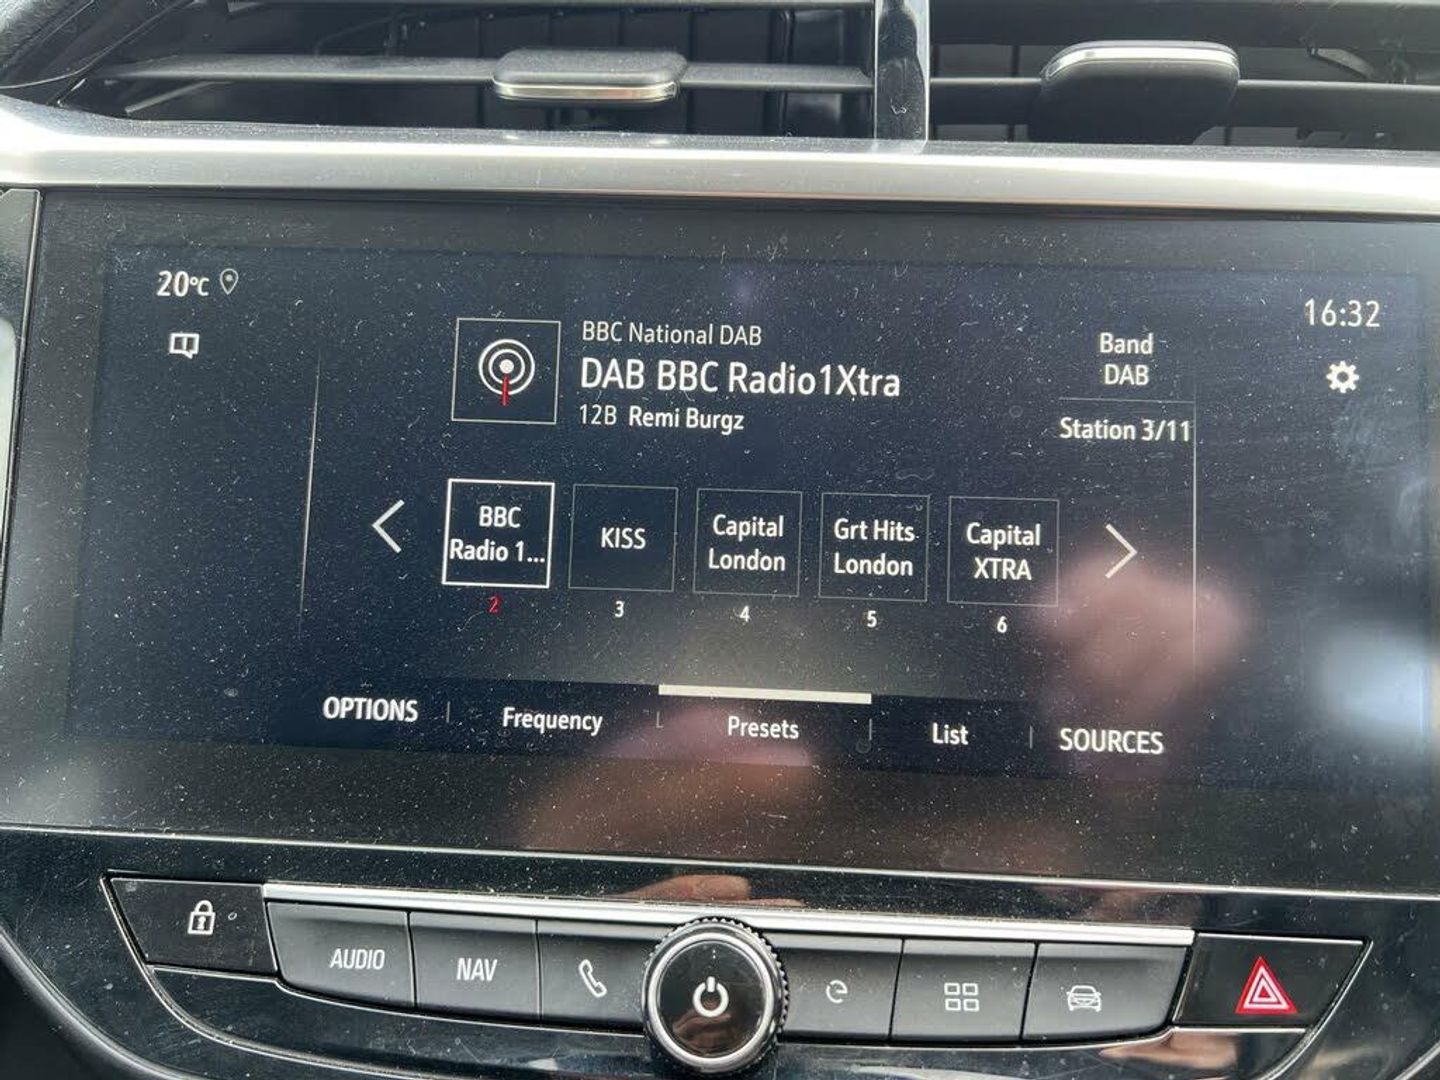 20°C
16:32
BBC National DAB
DAB BBC Radio1Xtra
12B Remi Burgz
Band
DAB
Station 3/11
BBC
Radio 1...
2
KISS
3
Capital
London
4
Grt Hits
London
5
Capital
XTRA
6
OPTIONS
Frequency
Presets
List
SOURCES
AUDIO
NAV